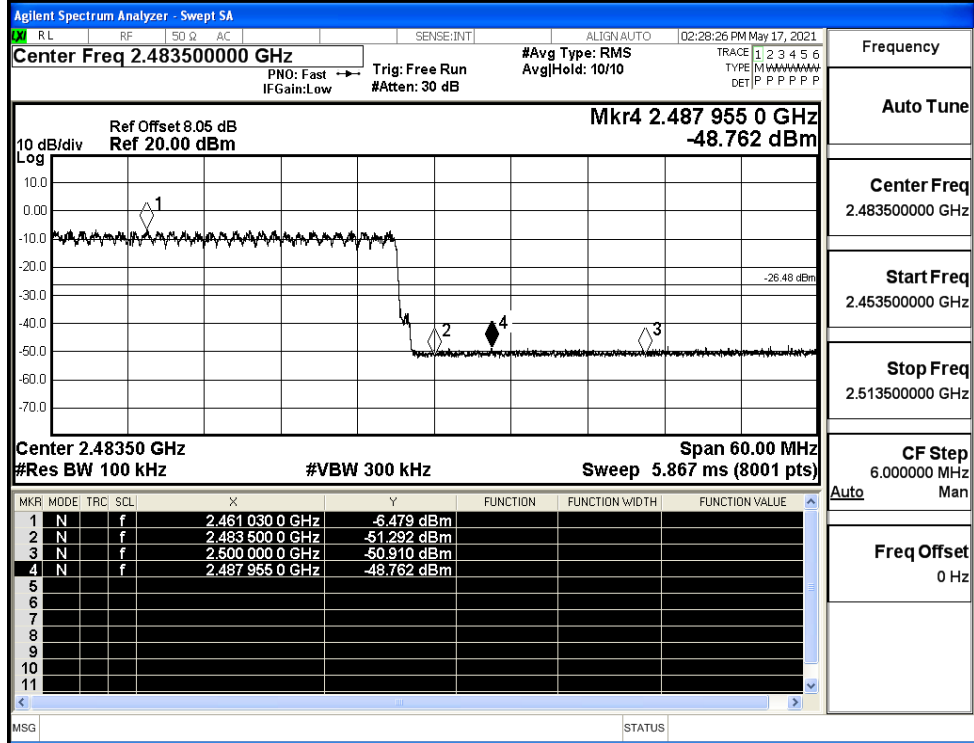 Agilent Spectrum Analyzer - Swept SA
LXI RL RF 50 Ω AC SENSE:INT ALIGN AUTO 02:28:26 PM May 17, 2021
Center Freq 2.483500000 GHz
PNO: Fast
IFGain:Low
Trig: Free Run
#Atten: 30 dB
#Avg Type: RMS
Avg|Hold: 10/10
TRACE 1 2 3 4 5 6
TYPE M W W W W W
DET P P P P P P
Ref Offset 8.05 dB
10 dB/div Ref 20.00 dBm
Log
Mkr4 2.487 955 0 GHz
-48.762 dBm
10.0
0.00
-10.0
-20.0
-30.0
-40.0
-50.0
-60.0
-70.0
1
2
4
3
-26.48 dBm
Center 2.48350 GHz Span 60.00 MHz
#Res BW 100 kHz #VBW 300 kHz Sweep 5.867 ms (8001 pts)
MKR MODE TRC SCL X Y FUNCTION FUNCTION WIDTH FUNCTION VALUE
1 N f 2.461 030 0 GHz -6.479 dBm
2 N f 2.483 500 0 GHz -51.292 dBm
3 N f 2.500 000 0 GHz -50.910 dBm
4 N f 2.487 955 0 GHz -48.762 dBm
5
6
7
8
9
10
11
MSG STATUS
Frequency
Auto Tune
Center Freq
2.483500000 GHz
Start Freq
2.453500000 GHz
Stop Freq
2.513500000 GHz
CF Step
6.000000 MHz
Auto Man
Freq Offset
0 Hz